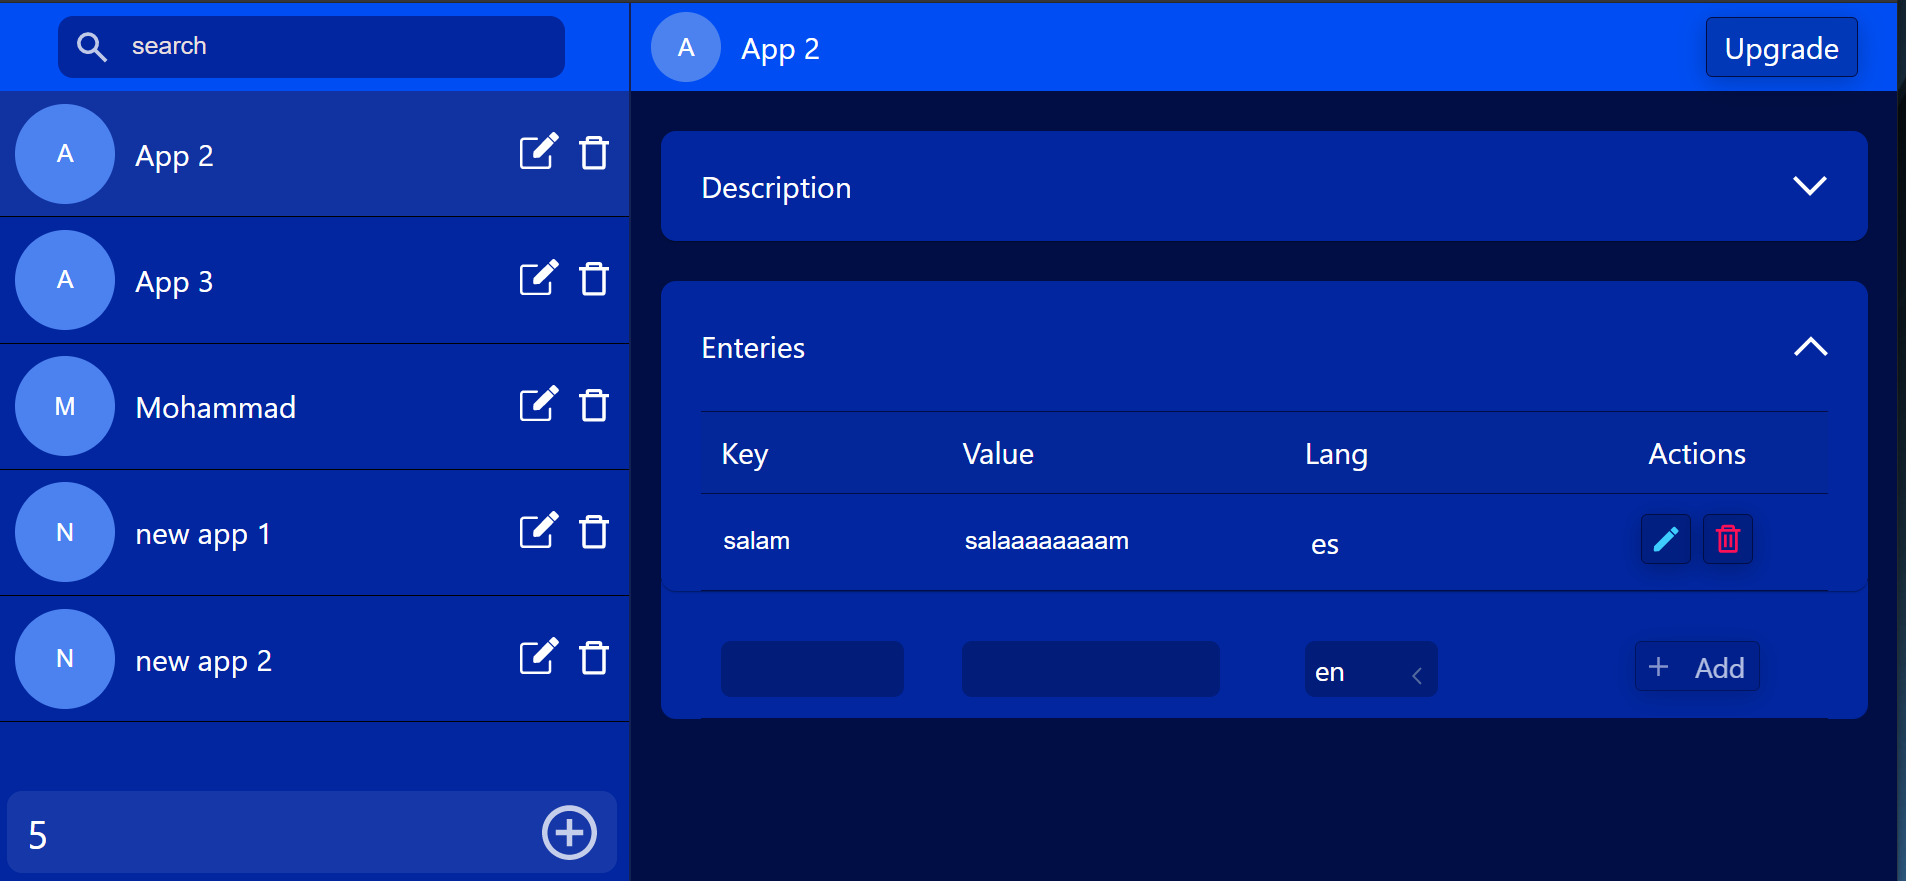 search
A App 2
A App 3
M Mohammad
N new app 1
N new app 2
5
A App 2 Upgrade
Description
Enteries
Key Value Lang Actions
salam salaaaaaaaam es
en Add